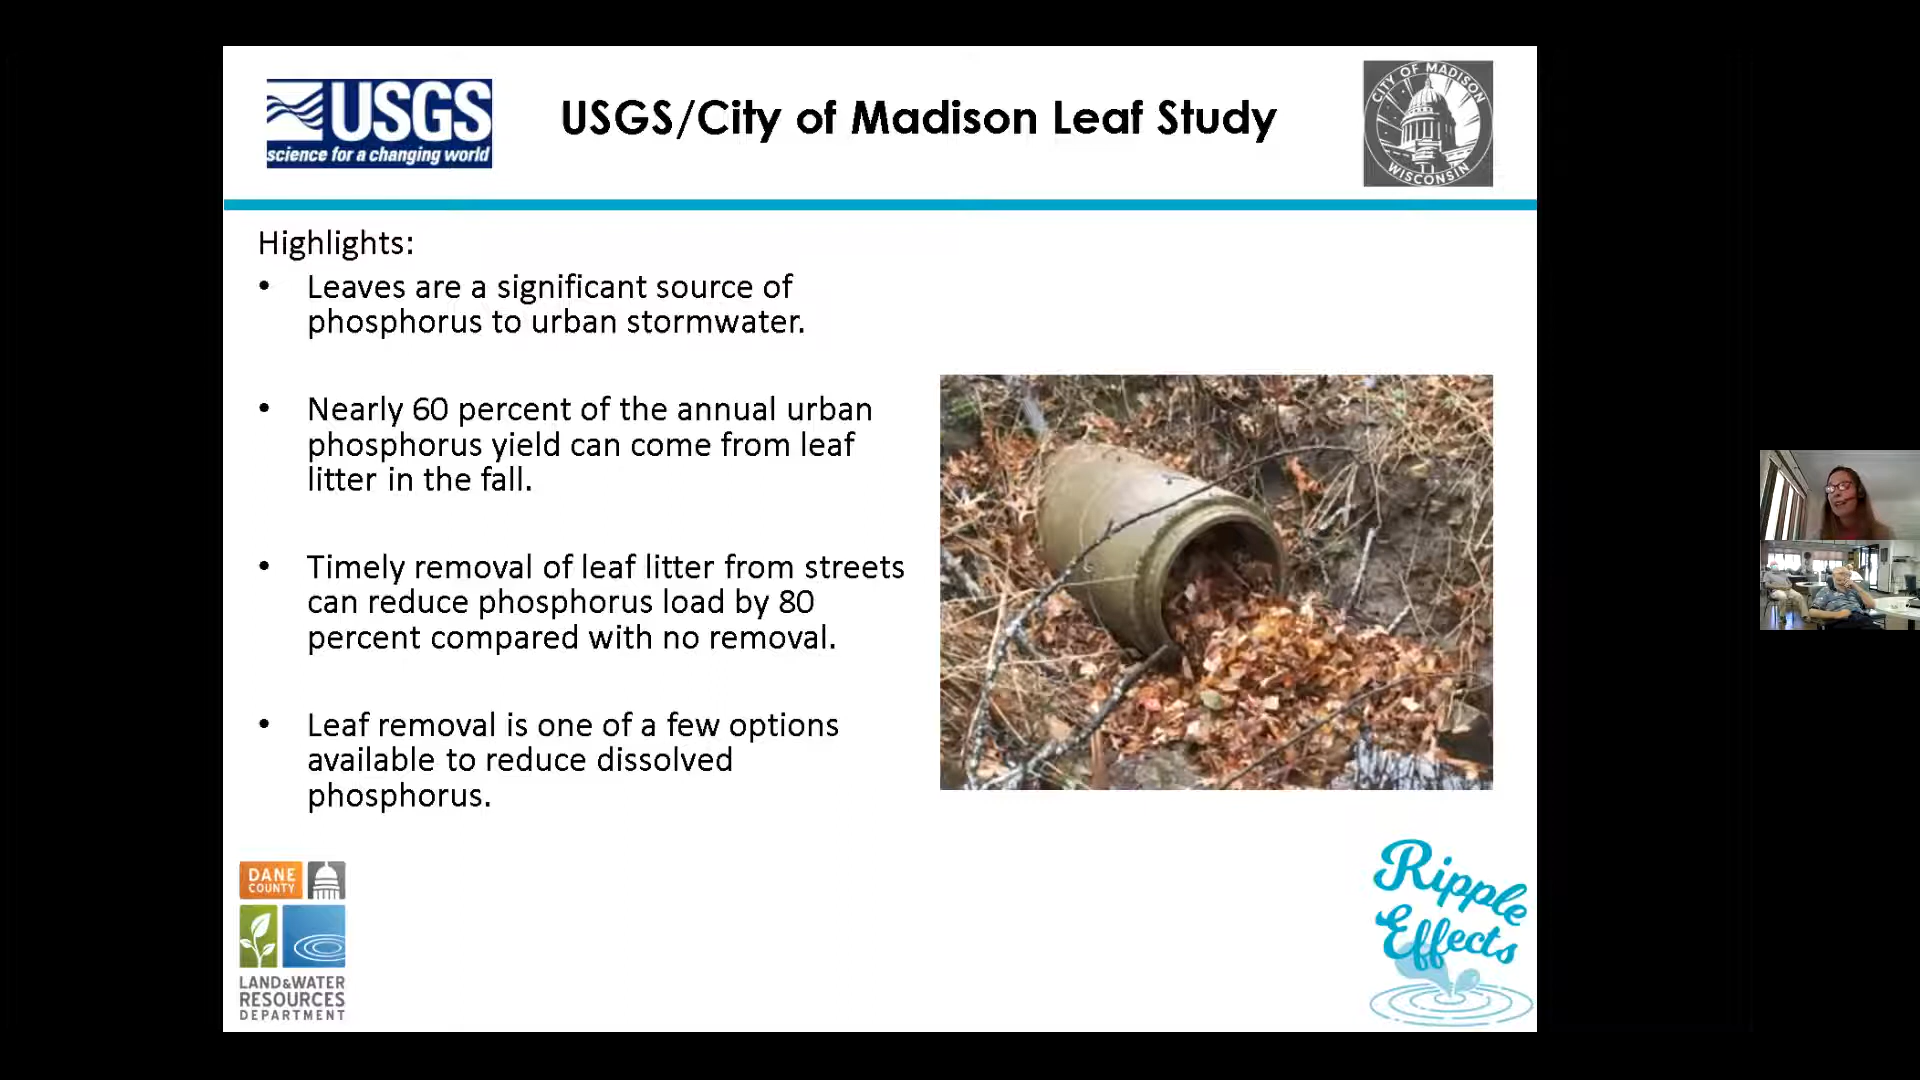 USGS
science for a changing world
USGS/City of Madison Leaf Study
CITY OF MADISON
WISCONSIN
Highlights:
• Leaves are a significant source of
phosphorus to urban stormwater.
• Nearly 60 percent of the annual urban
phosphorus yield can come from leaf
litter in the fall.
• Timely removal of leaf litter from streets
can reduce phosphorus load by 80
percent compared with no removal.
• Leaf removal is one of a few options
available to reduce dissolved
phosphorus.
DANE
COUNTY
LAND & WATER
RESOURCES
DEPARTMENT
Ripple
Effects